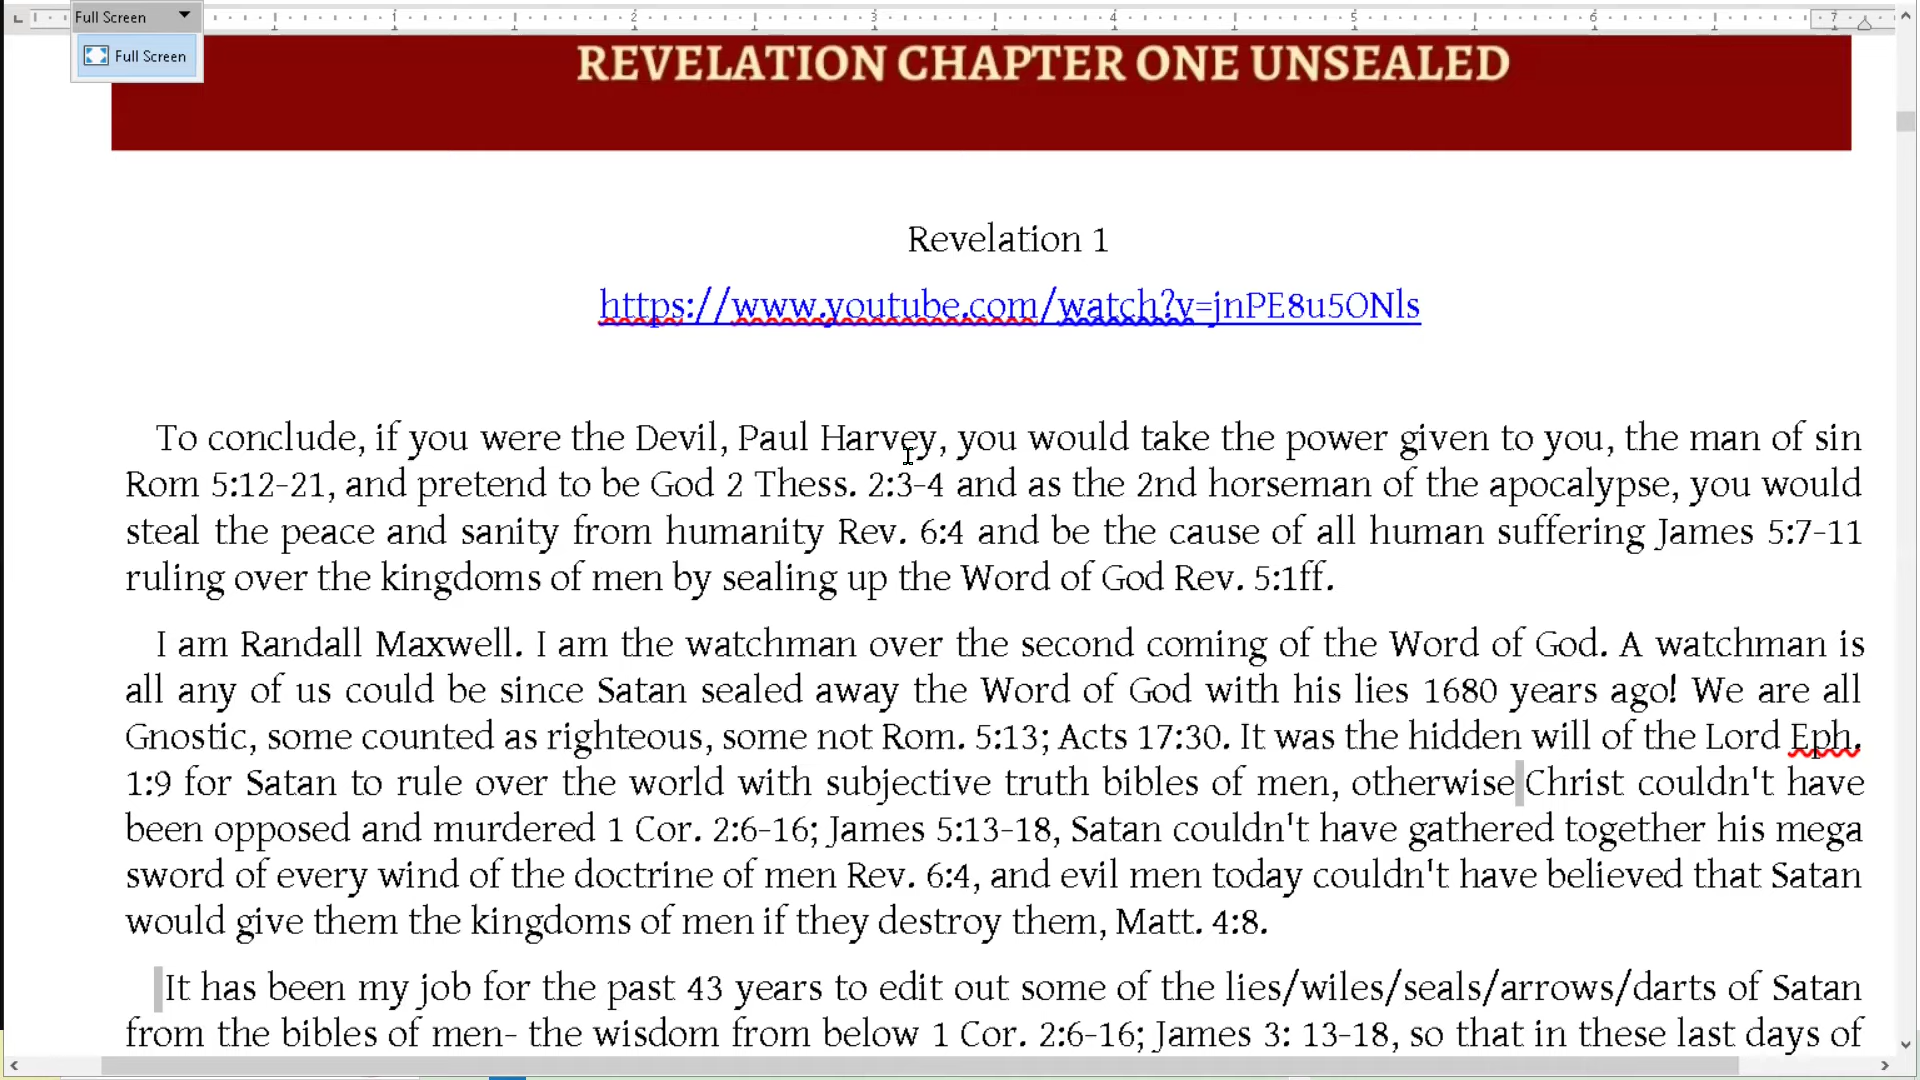 Full Screen
Full Screen
1 2 3 4 5 6 7
REVELATION CHAPTER ONE UNSEALED
Revelation 1
https://www.youtube.com/watch?v=jnPE8u5ONls
To conclude, if you were the Devil, Paul Harvey, you would take the power given to you, the man of sin
Rom 5:12-21, and pretend to be God 2 Thess. 2:3-4 and as the 2nd horseman of the apocalypse, you would
steal the peace and sanity from humanity Rev. 6:4 and be the cause of all human suffering James 5:7-11
ruling over the kingdoms of men by sealing up the Word of God Rev. 5:1ff.
I am Randall Maxwell. I am the watchman over the second coming of the Word of God. A watchman is
all any of us could be since Satan sealed away the Word of God with his lies 1680 years ago! We are all
Gnostic, some counted as righteous, some not Rom. 5:13; Acts 17:30. It was the hidden will of the Lord Eph.
1:9 for Satan to rule over the world with subjective truth bibles of men, otherwise Christ couldn't have
been opposed and murdered 1 Cor. 2:6-16; James 5:13-18, Satan couldn't have gathered together his mega
sword of every wind of the doctrine of men Rev. 6:4, and evil men today couldn't have believed that Satan
would give them the kingdoms of men if they destroy them, Matt. 4:8.
It has been my job for the past 43 years to edit out some of the lies/wiles/seals/arrows/darts of Satan
from the bibles of men- the wisdom from below 1 Cor. 2:6-16; James 3: 13-18, so that in these last days of